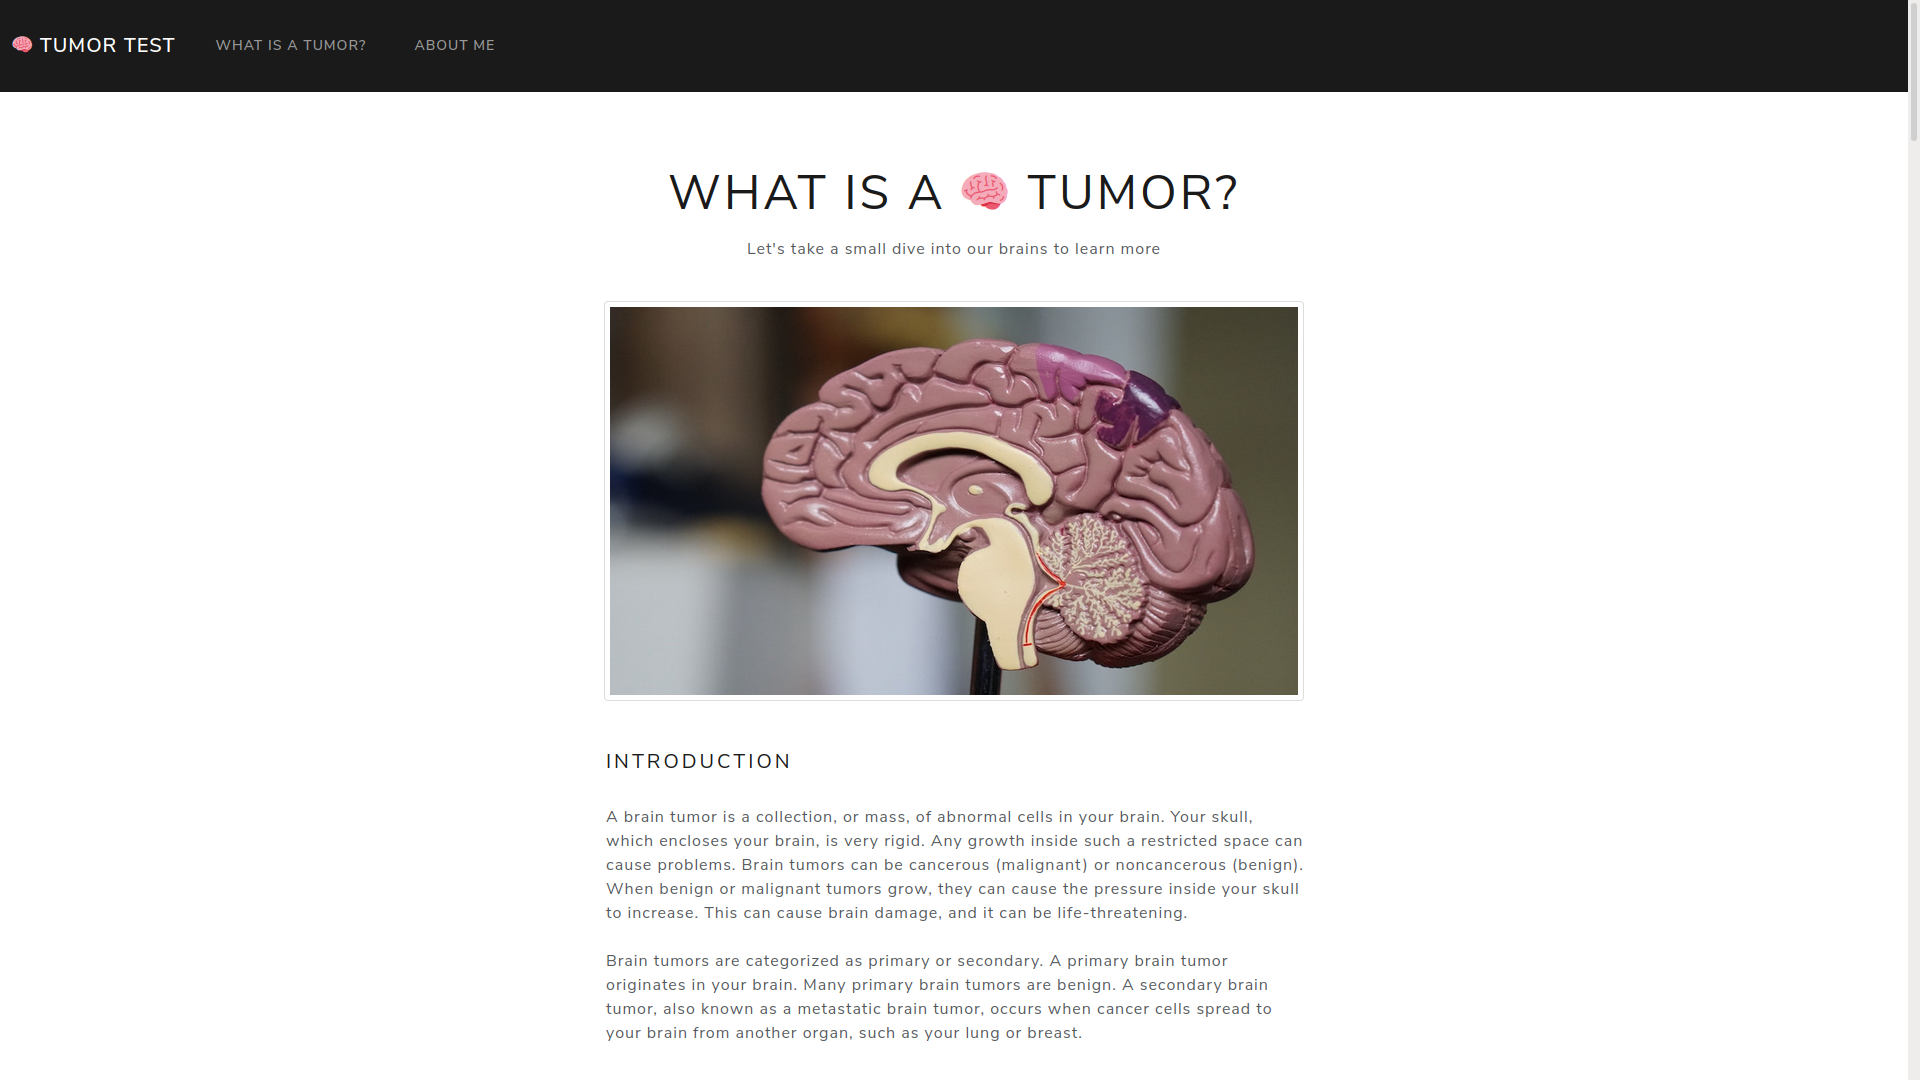 🧠 TUMOR TEST WHAT IS A TUMOR? ABOUT ME
WHAT IS A 🧠 TUMOR?
Let's take a small dive into our brains to learn more
INTRODUCTION
A brain tumor is a collection, or mass, of abnormal cells in your brain. Your skull,
which encloses your brain, is very rigid. Any growth inside such a restricted space can
cause problems. Brain tumors can be cancerous (malignant) or noncancerous (benign).
When benign or malignant tumors grow, they can cause the pressure inside your skull
to increase. This can cause brain damage, and it can be life-threatening.
Brain tumors are categorized as primary or secondary. A primary brain tumor
originates in your brain. Many primary brain tumors are benign. A secondary brain
tumor, also known as a metastatic brain tumor, occurs when cancer cells spread to
your brain from another organ, such as your lung or breast.